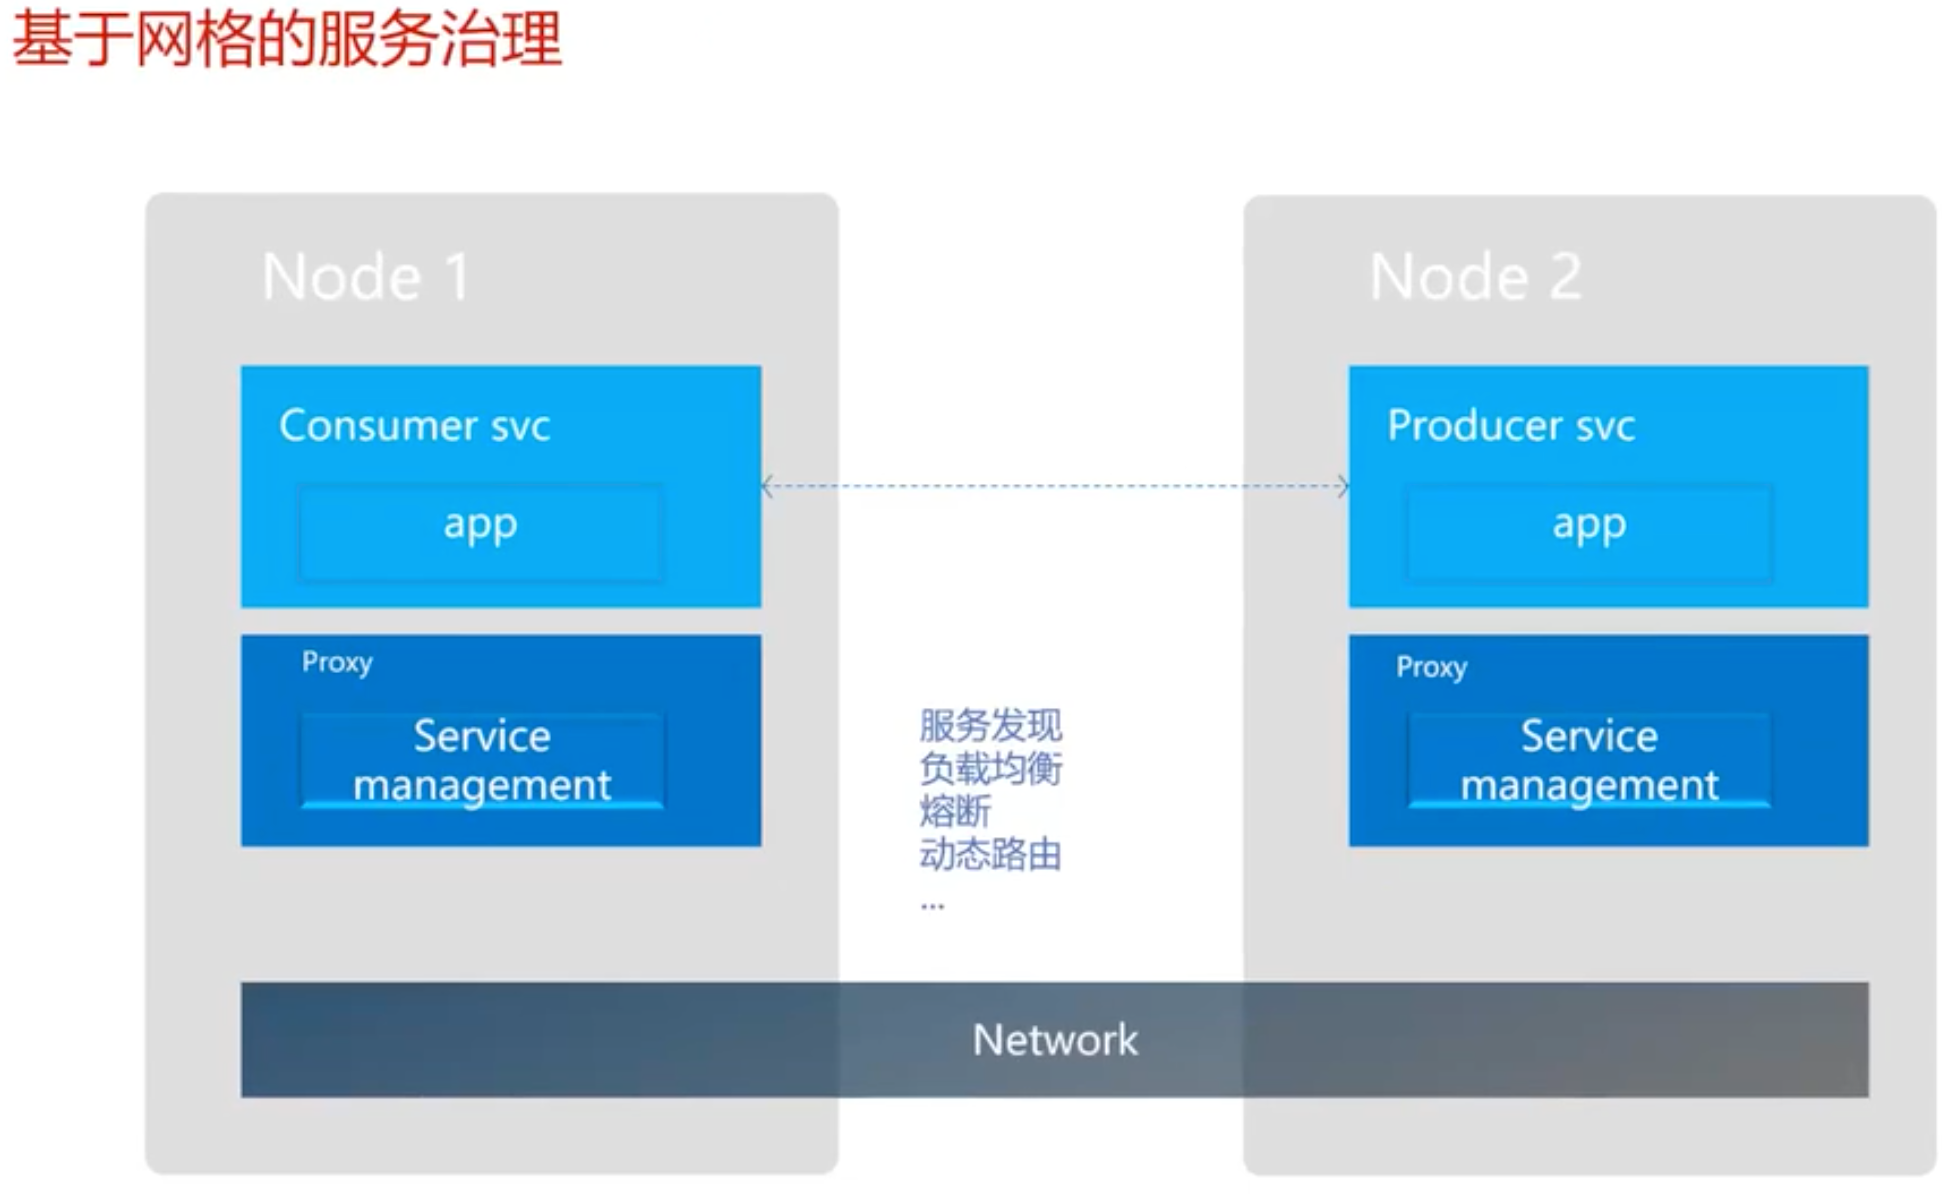 基于网格的服务治理
Node 1
Consumer svc
app
Proxy
Service
management
服务发现
负载均衡
熔断
动态路由
...
Node 2
Producer svc
app
Proxy
Service
management
Network